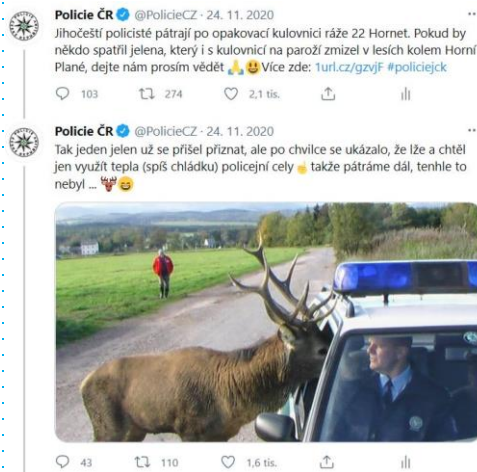 Policie ČR @PolicieCZ · 24. 11. 2020
Jihočeští policisté pátrají po opakovací kulovnici ráže 22 Hornet. Pokud by
někdo spatřil jelena, který i s kulovnicí na paroží zmizel v lesích kolem Horní
Plané, dejte nám prosím vědět 🙏😃 Více zde: 1url.cz/gzvjF #policiejck
103 274 2,1 tis.
Policie ČR @PolicieCZ · 24. 11. 2020
Tak jeden jelen už se přišel přiznat, ale po chvilce se ukázalo, že lže a chtěl
jen využít tepla (spíš chládku) policejní cely ☝ takže pátráme dál, tenhle to
nebyl ... 🦌😄
43 110 1,6 tis.